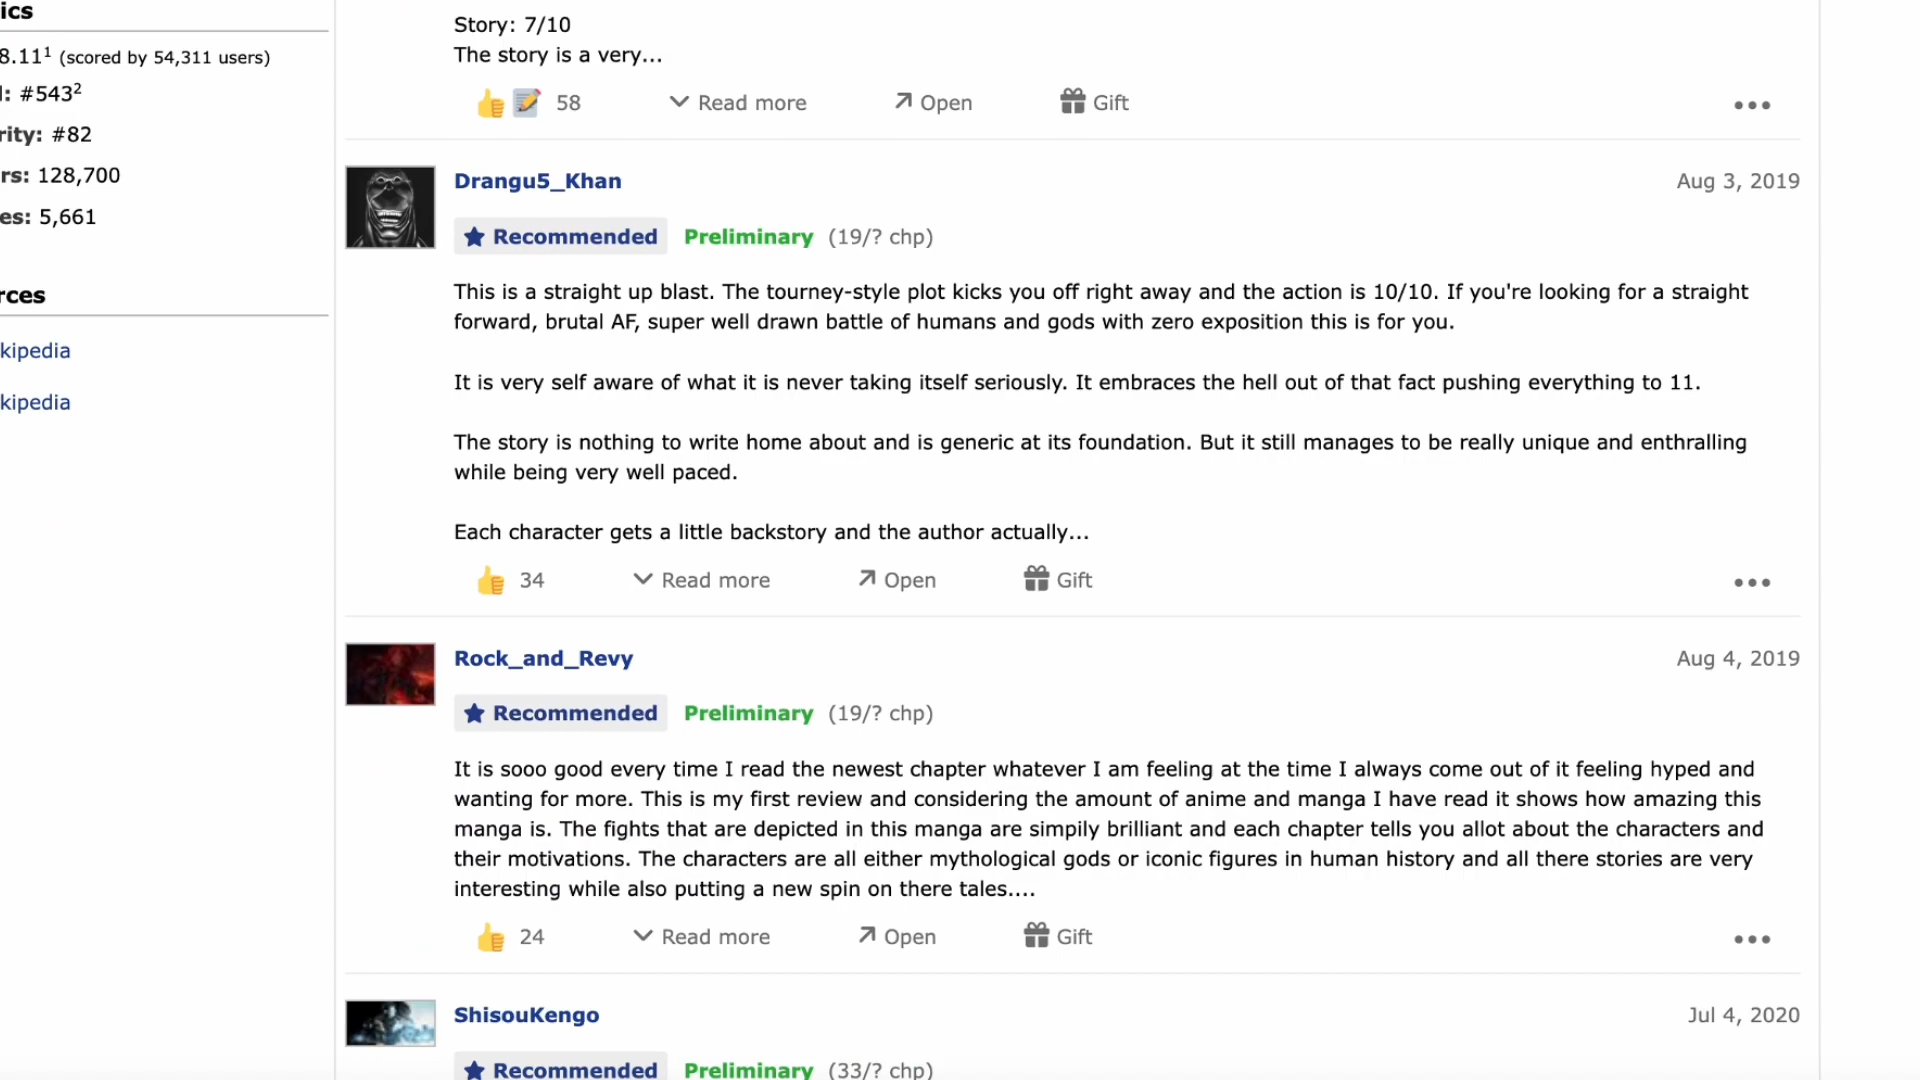 ics
8.11¹ (scored by 54,311 users)
: #543²
rity: #82
rs: 128,700
es: 5,661
rces
kipedia
kipedia
Story: 7/10
The story is a very...
58 Read more Open Gift
Drangu5_Khan Aug 3, 2019
Recommended Preliminary (19/? chp)
This is a straight up blast. The tourney-style plot kicks you off right away and the action is 10/10. If you're looking for a straight
forward, brutal AF, super well drawn battle of humans and gods with zero exposition this is for you.
It is very self aware of what it is never taking itself seriously. It embraces the hell out of that fact pushing everything to 11.
The story is nothing to write home about and is generic at its foundation. But it still manages to be really unique and enthralling
while being very well paced.
Each character gets a little backstory and the author actually...
34 Read more Open Gift
Rock_and_Revy Aug 4, 2019
Recommended Preliminary (19/? chp)
It is sooo good every time I read the newest chapter whatever I am feeling at the time I always come out of it feeling hyped and
wanting for more. This is my first review and considering the amount of anime and manga I have read it shows how amazing this
manga is. The fights that are depicted in this manga are simpily brilliant and each chapter tells you allot about the characters and
their motivations. The characters are all either mythological gods or iconic figures in human history and all there stories are very
interesting while also putting a new spin on there tales....
24 Read more Open Gift
ShisouKengo Jul 4, 2020
Recommended Preliminary (33/? chp)